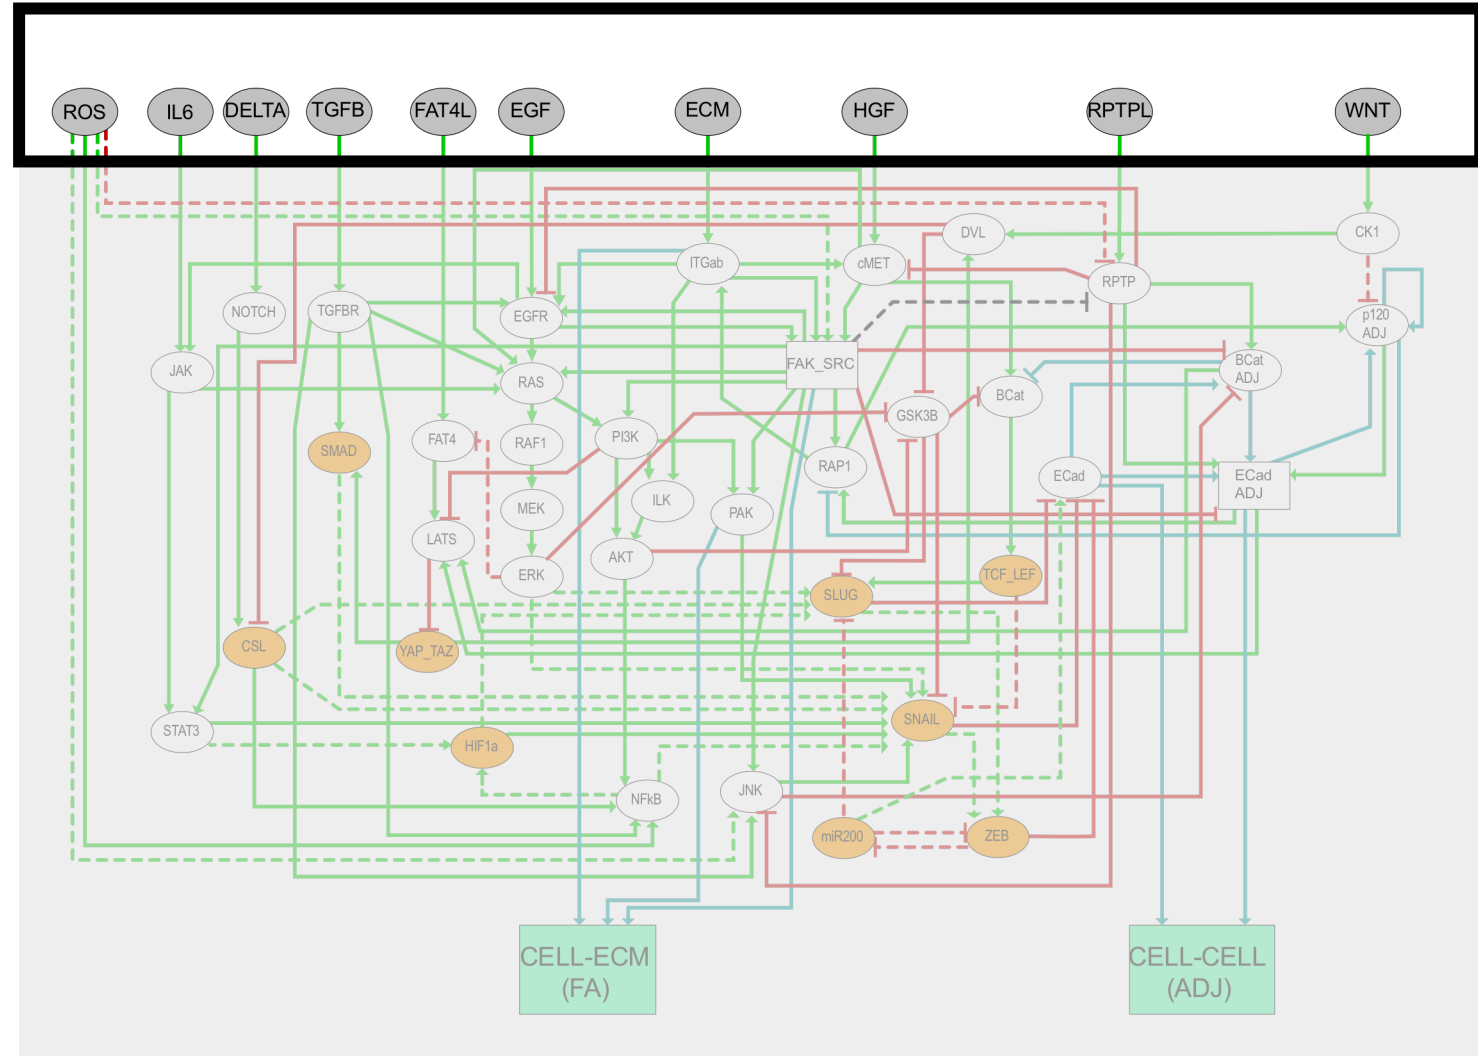 ROS IL6 DELTA TGFB FAT4L EGF ECM HGF RPTPL WNT
DVL CK1
ITGab cMET
RPTP
NOTCH TGFBR EGFR p120
ADJ
FAK_SRC BCat
ADJ
JAK RAS
BCat
GSK3B
FAT4 RAF1 PI3K
SMAD RAP1
ECad ECad
ADJ
MEK ILK PAK
LATS
AKT
ERK TCF_LEF
SLUG
CSL YAP_TAZ
SNAIL
STAT3 HIF1a
NFkB JNK
miR200 ZEB
CELL-ECM
(FA)
CELL-CELL
(ADJ)